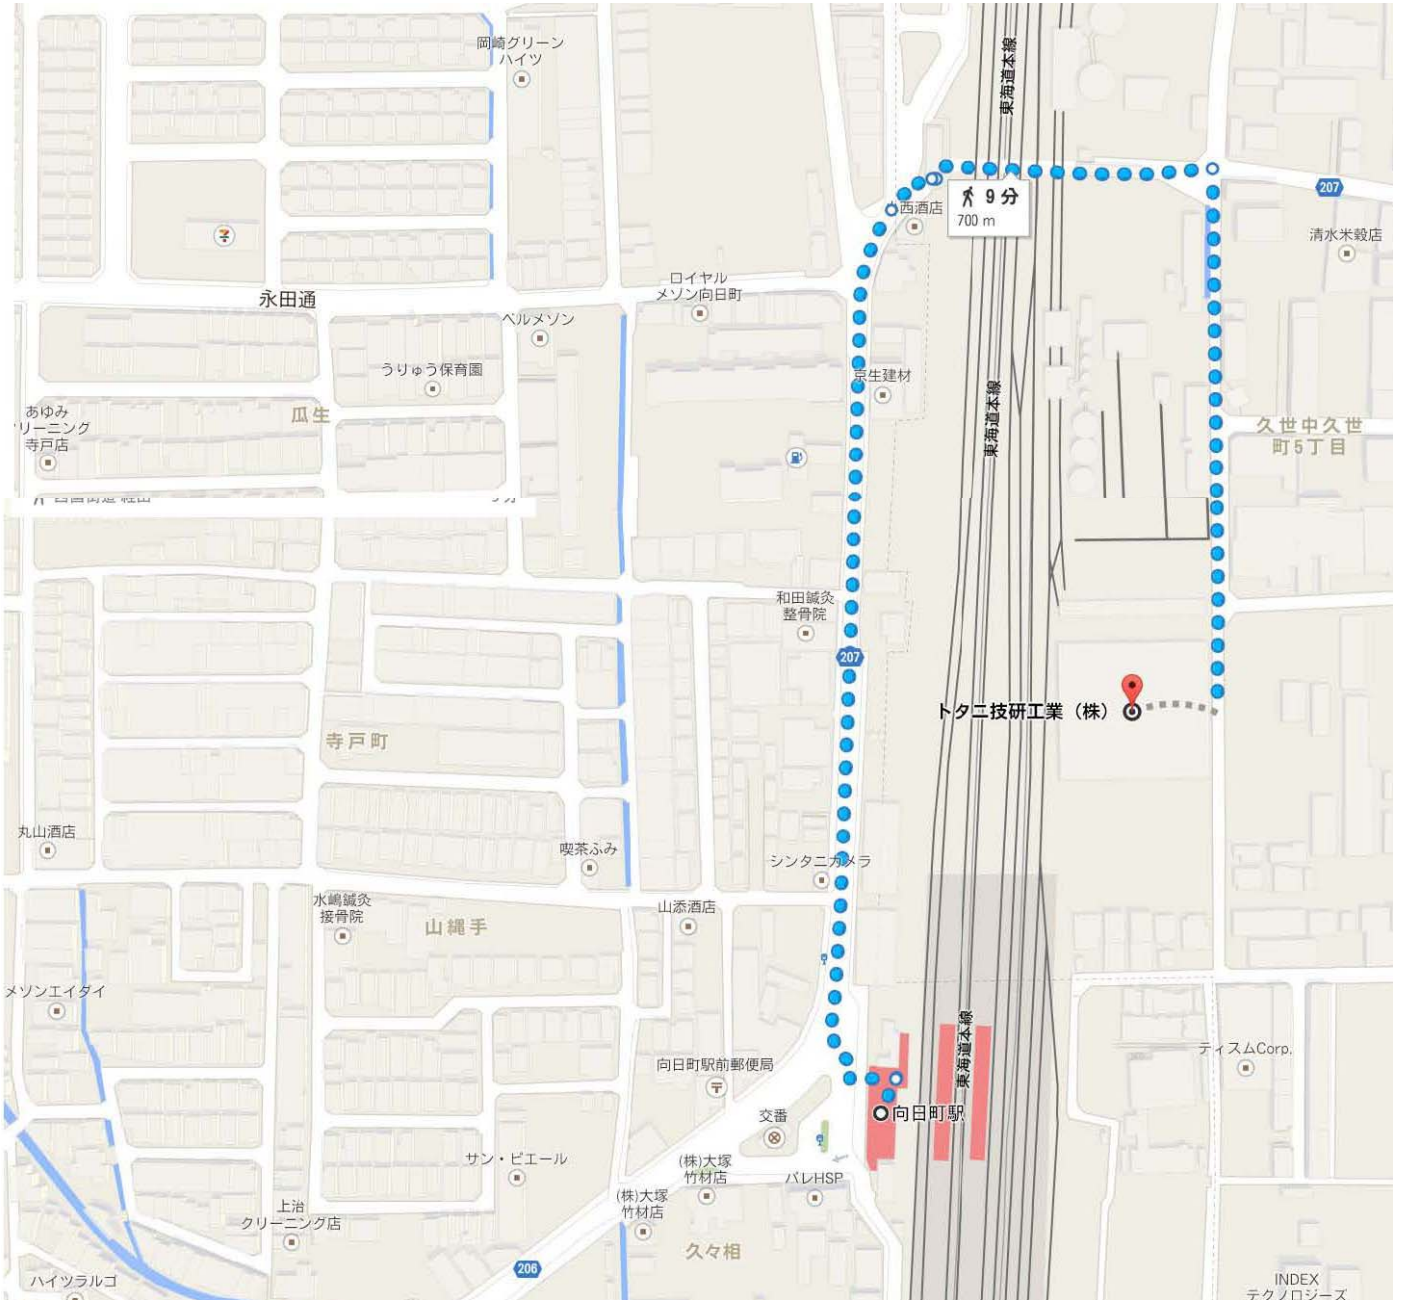 岡崎グリーン
ハイツ
東海道本線
9 分
700 m
西酒店
207
清水米穀店
永田通
ロイヤル
メゾン向日町
ベルメゾン
うりゅう保育園
京生建材
東海道本線
あゆみ
クリーニング
寺戸店
瓜生
久世中久世
町5丁目
和田鍼灸
整骨院
207
トタニ技研工業（株）
寺戸町
丸山酒店
喫茶ふみ
シンタニカメラ
水嶋鍼灸
接骨院
山添酒店
山縄手
メゾンエイダイ
東海道本線
ティスムCorp.
向日町駅前郵便局
交番
向日町駅
サン・ピエール
(株)大塚
竹材店
パレHSP
(株)大塚
竹材店
上治
クリーニング店
久々相
206
ハイツラルゴ
INDEX
テクノロジーズ